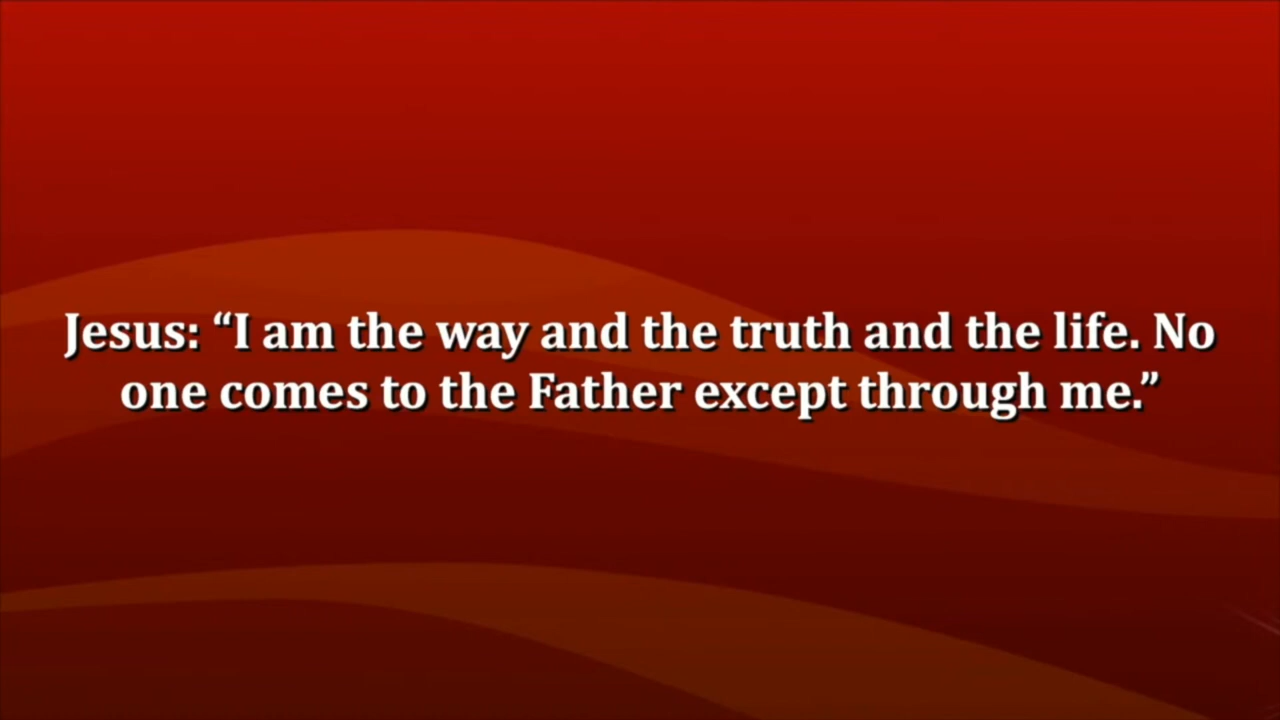 Jesus: “I am the way and the truth and the life. No
one comes to the Father except through me.”